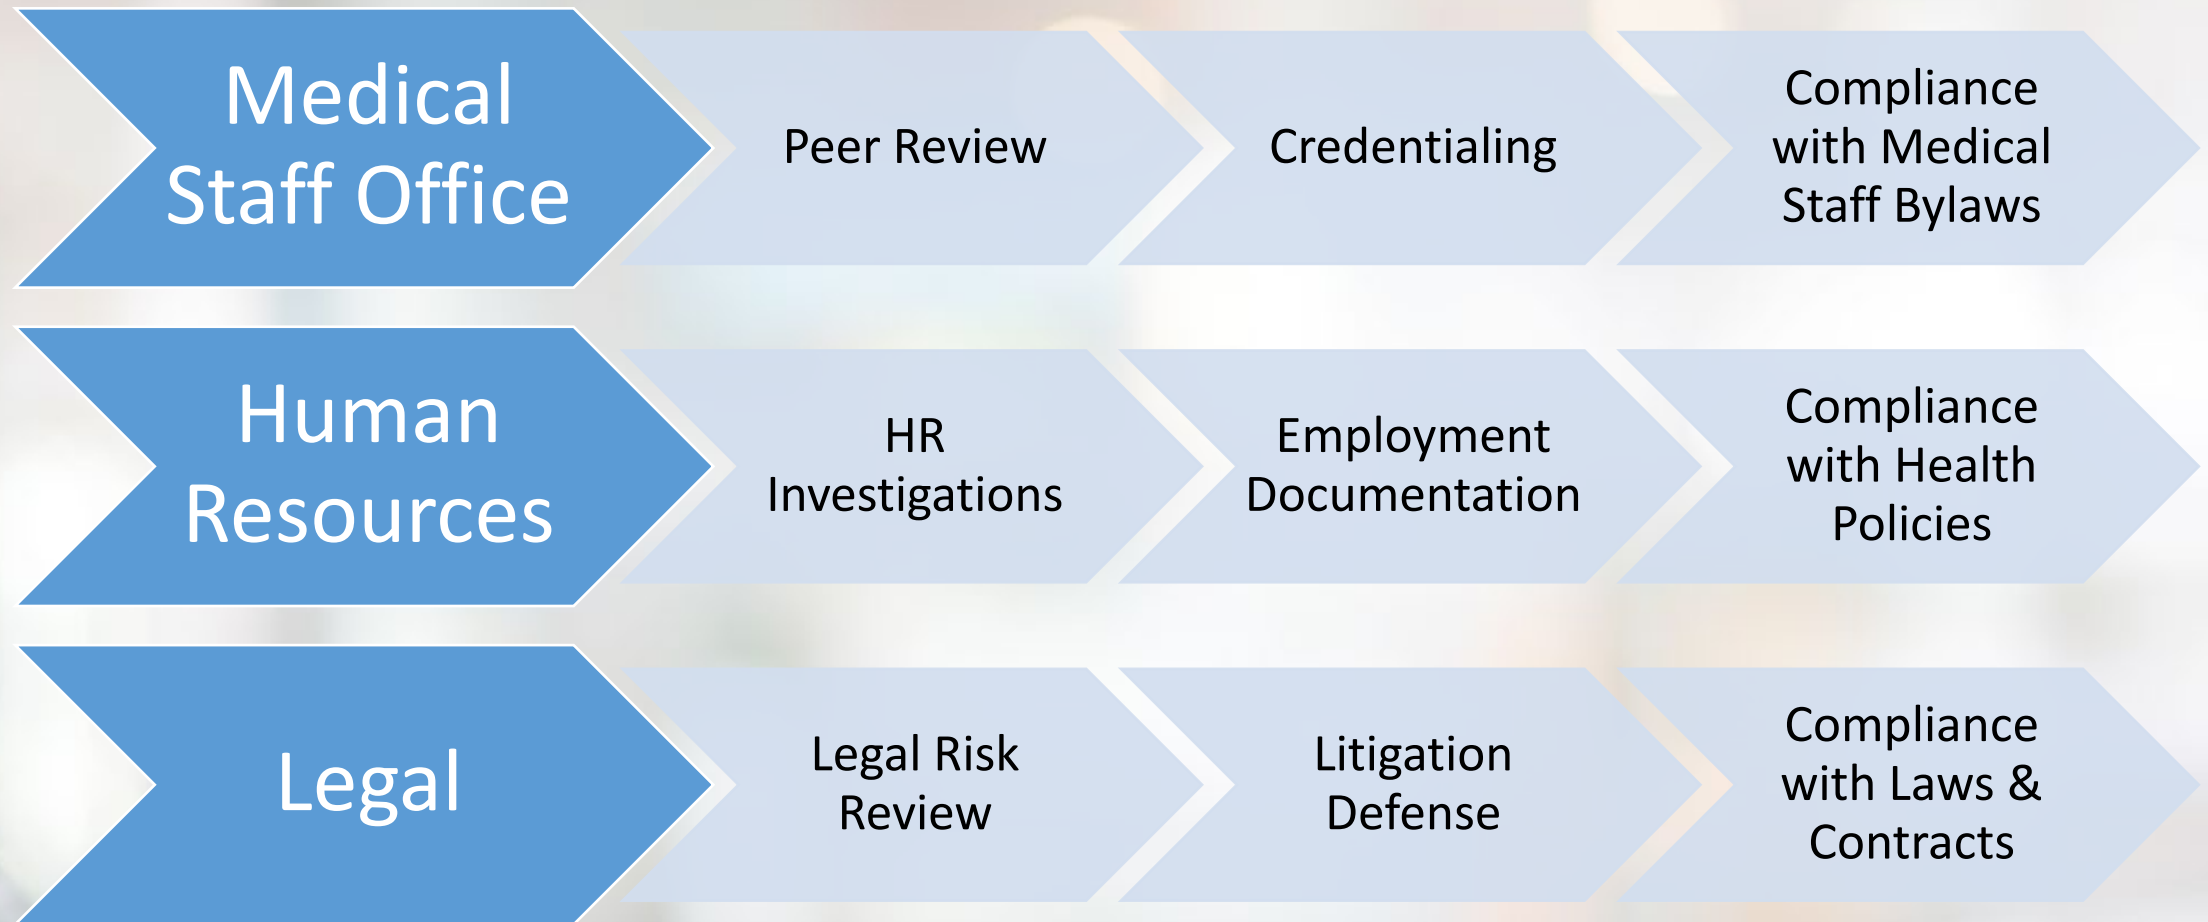 Medical
Staff Office
Peer Review
Credentialing
Compliance
with Medical
Staff Bylaws
Human
Resources
HR
Investigations
Employment
Documentation
Compliance
with Health
Policies
Legal
Legal Risk
Review
Litigation
Defense
Compliance
with Laws &
Contracts